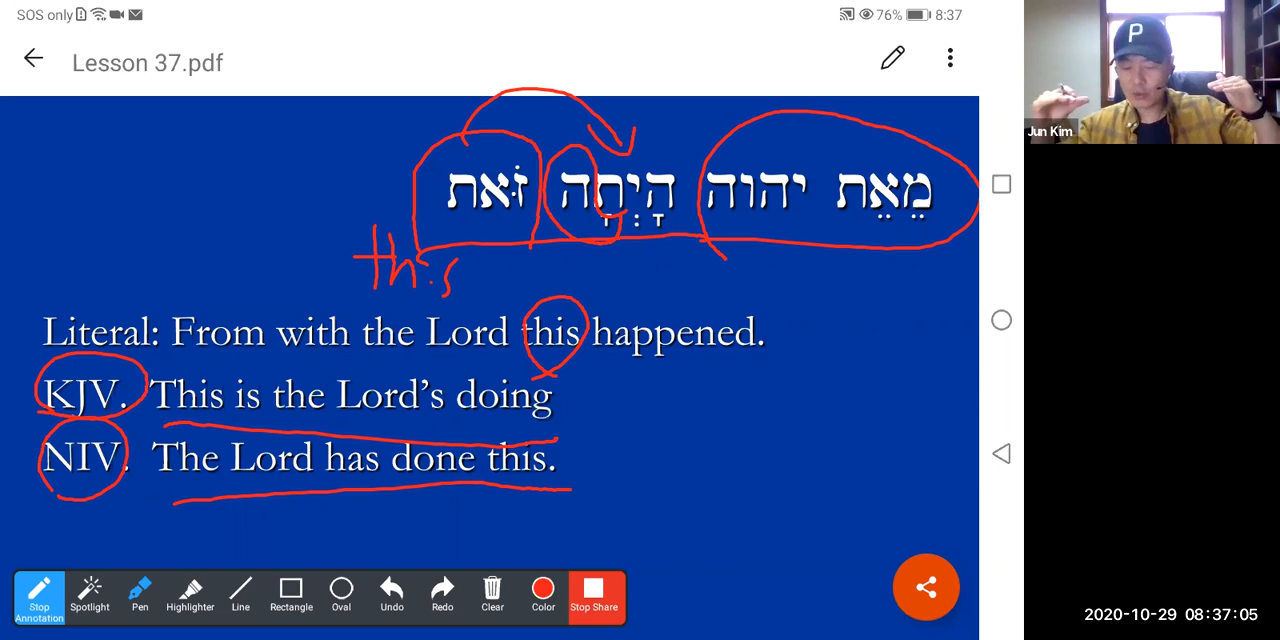 SOS only 76% 8:37
Lesson 37.pdf
P
Jun Kim
מֵאֵת יהוה הָיְתָה זֹּאת
this
Literal: From with the Lord this happened.
KJV. This is the Lord’s doing
NIV. The Lord has done this.
Stop Annotation Spotlight Pen Highlighter Line Rectangle Oval Undo Redo Clear Color Stop Share
2020-10-29 08:37:05